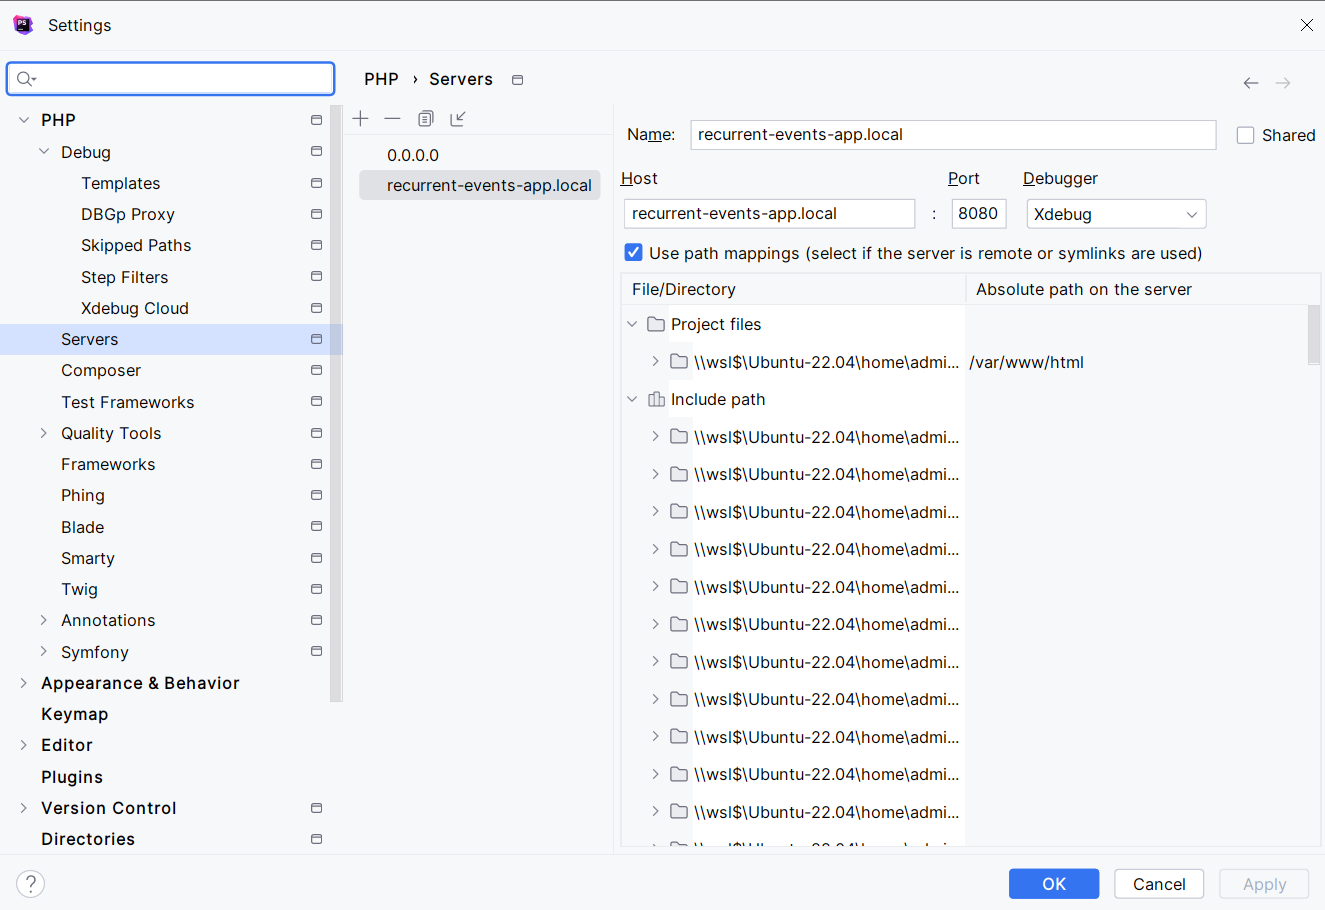 Settings
PHP › Servers
PHP
Debug
Templates
DBGp Proxy
Skipped Paths
Step Filters
Xdebug Cloud
Servers
Composer
Test Frameworks
Quality Tools
Frameworks
Phing
Blade
Smarty
Twig
Annotations
Symfony
Appearance & Behavior
Keymap
Editor
Plugins
Version Control
Directories
0.0.0.0
recurrent-events-app.local
Name: recurrent-events-app.local Shared
Host Port Debugger
recurrent-events-app.local : 8080 Xdebug
Use path mappings (select if the server is remote or symlinks are used)
File/Directory Absolute path on the server
Project files
\\wsl$\Ubuntu-22.04\home\admi... /var/www/html
Include path
\\wsl$\Ubuntu-22.04\home\admi...
\\wsl$\Ubuntu-22.04\home\admi...
\\wsl$\Ubuntu-22.04\home\admi...
\\wsl$\Ubuntu-22.04\home\admi...
\\wsl$\Ubuntu-22.04\home\admi...
\\wsl$\Ubuntu-22.04\home\admi...
\\wsl$\Ubuntu-22.04\home\admi...
\\wsl$\Ubuntu-22.04\home\admi...
\\wsl$\Ubuntu-22.04\home\admi...
\\wsl$\Ubuntu-22.04\home\admi...
\\wsl$\Ubuntu-22.04\home\admi...
? OK Cancel Apply